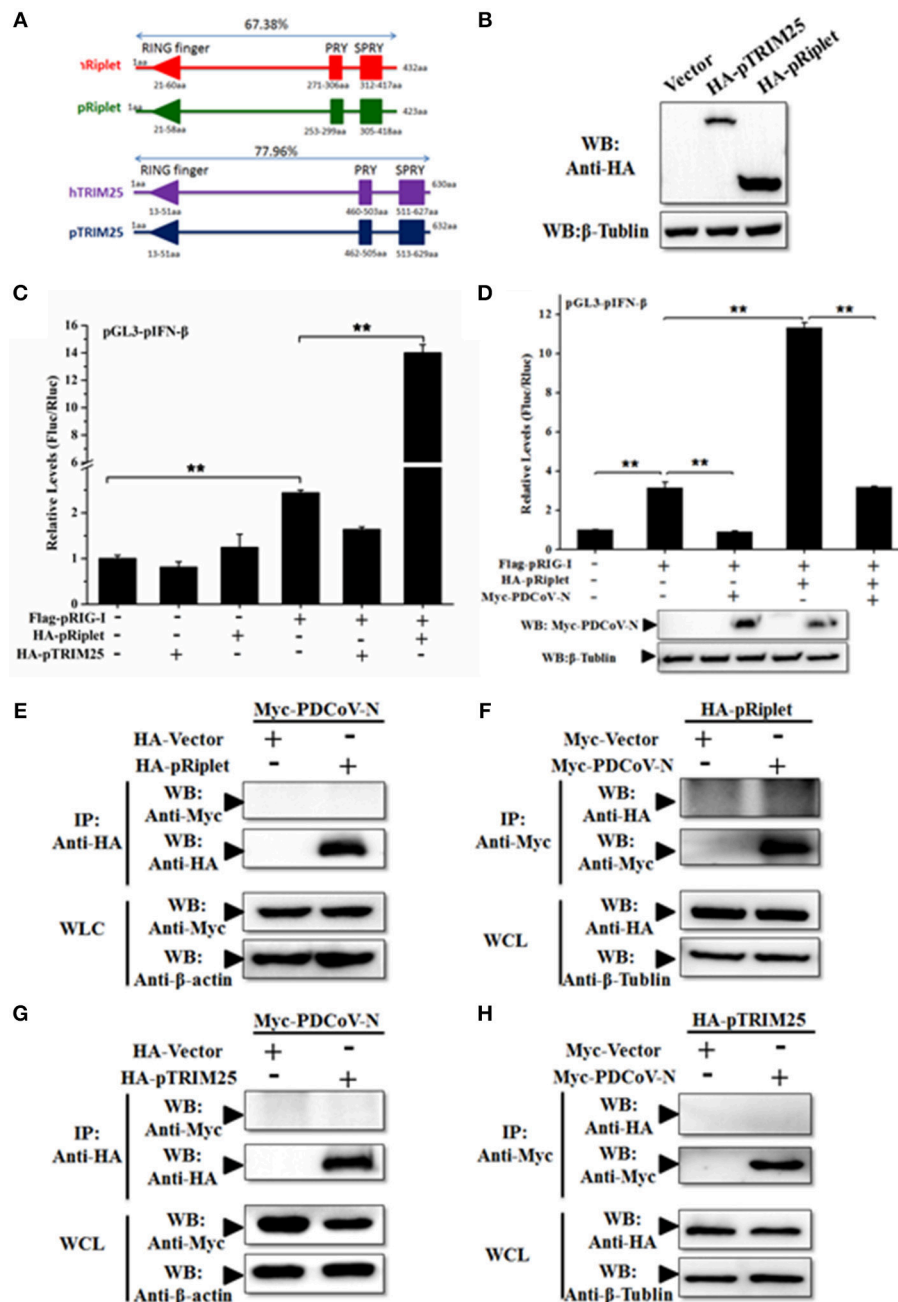 A
67.38%
RING finger PRY SPRY
hRiplet 1aa 432aa
21-60aa 271-306aa 312-417aa
pRiplet 1aa 423aa
21-58aa 253-299aa 305-418aa
77.96%
RING finger PRY SPRY
hTRIM25 1aa 630aa
13-51aa 460-503aa 511-627aa
pTRIM25 1aa 632aa
13-51aa 462-505aa 513-629aa
B
Vector HA-pTRIM25 HA-pRiplet
WB:
Anti-HA
WB:β-Tublin
C
pGL3-pIFN-β
Relative Levels (Fluc/Rluc)
16
14
12
10
8
6
2
1
0
** **
Flag-pRIG-I - - - + + +
HA-pRiplet - - + - - +
HA-pTRIM25 - + - - + -
D
pGL3-pIFN-β
Relative Levels (Fluc/Rluc)
12
10
8
6
4
2
0
** ** ** **
Flag-pRIG-I - + + + +
HA-pRiplet - - - + +
Myc-PDCoV-N - - + - +
WB: Myc-PDCoV-N
WB:β-Tublin
E
Myc-PDCoV-N
HA-Vector + -
HA-pRiplet - +
IP:
Anti-HA
WB:
Anti-Myc
WB:
Anti-HA
WLC
WB:
Anti-Myc
WB:
Anti-β-actin
F
HA-pRiplet
Myc-Vector + -
Myc-PDCoV-N - +
IP:
Anti-Myc
WB:
Anti-HA
WB:
Anti-Myc
WCL
WB:
Anti-HA
WB:
Anti-β-Tublin
G
Myc-PDCoV-N
HA-Vector + -
HA-pTRIM25 - +
IP:
Anti-HA
WB:
Anti-Myc
WB:
Anti-HA
WCL
WB:
Anti-Myc
WB:
Anti-β-actin
H
HA-pTRIM25
Myc-Vector + -
Myc-PDCoV-N - +
IP:
Anti-Myc
WB:
Anti-HA
WB:
Anti-Myc
WCL
WB:
Anti-HA
WB:
Anti-β-Tublin